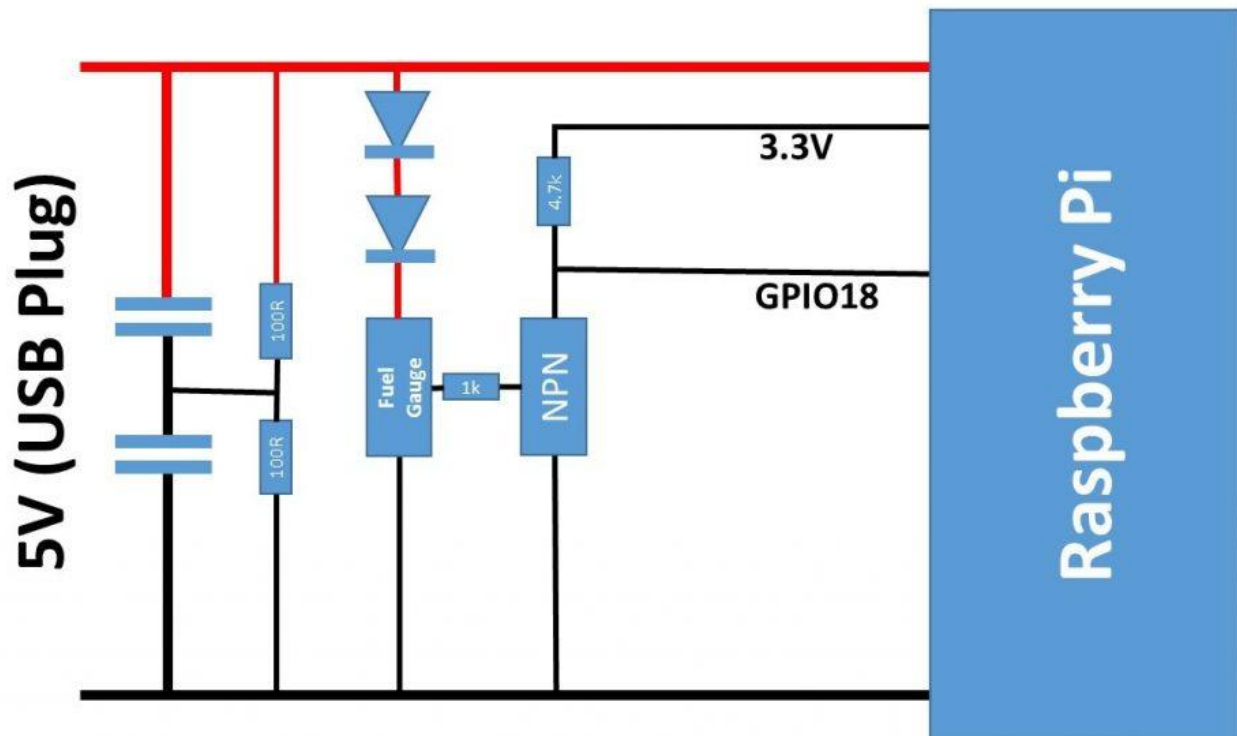 5V (USB Plug)
100R
100R
Fuel
Gauge
1k
4.7k
NPN
3.3V
GPIO18
Raspberry Pi